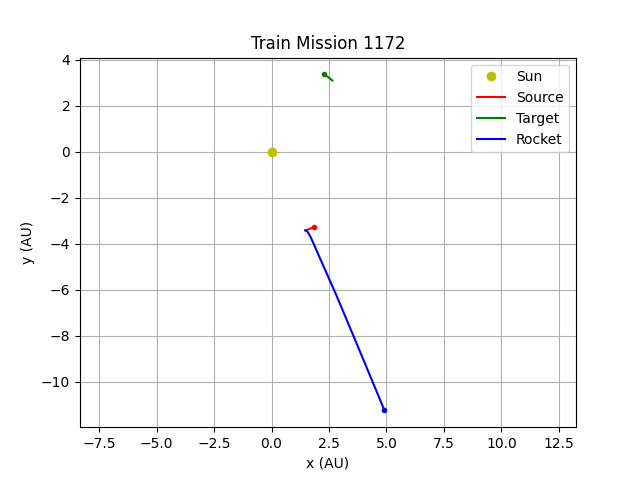 Train Mission 1172
4
2
0
−2
−4
−6
−8
−10
y (AU)
Sun
Source
Target
Rocket
−7.5 −5.0 −2.5 0.0 2.5 5.0 7.5 10.0 12.5
x (AU)